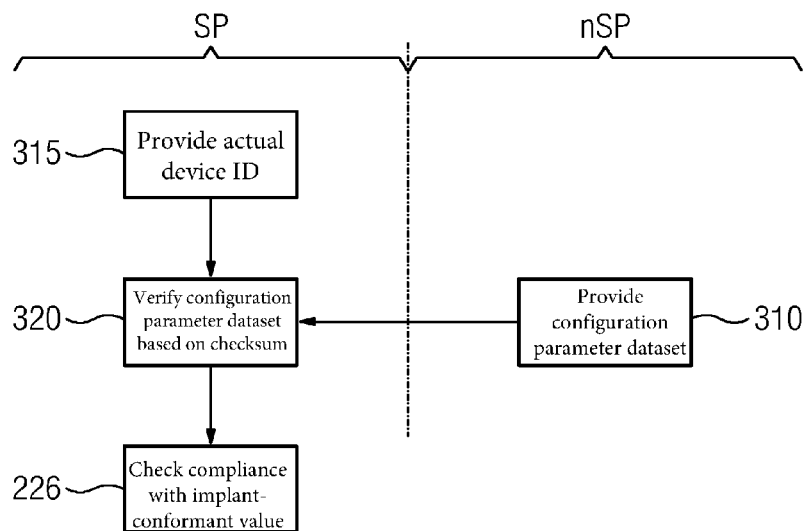 SP
nSP
315
Provide actual
device ID
320
Verify configuration
parameter dataset
based on checksum
Provide
configuration
parameter dataset
310
226
Check compliance
with implant-
conformant value